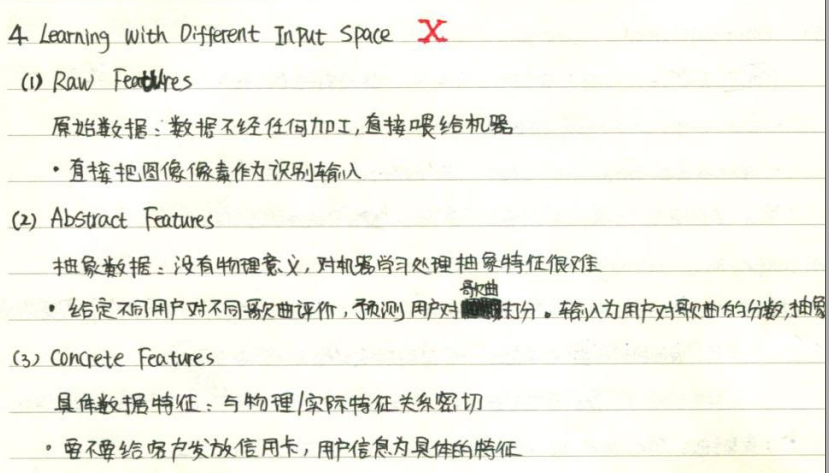 4 Learning with Different Input Space X
(1) Raw Features
原始数据：数据不经任何加工，直接喂给机器
·直接把图像像素作为识别输入
(2) Abstract Features
抽象数据：没有物理意义，对机器学习处理抽象特征很难
·给定不同用户对不同歌曲评价，预测用户对歌曲打分。输入为用户对歌曲的分数，抽象
(3) Concrete Features
具体数据特征：与物理/实际特征关系密切
·要不要给客户发放信用卡，用户信息为具体的特征